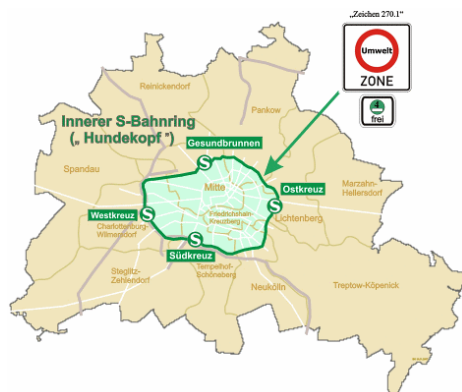 „Zeichen 270.1“
Umwelt
ZONE
4
frei
Reinickendorf
Pankow
Innerer S-Bahnring
(„ Hundekopf ”)
Gesundbrunnen
S
Spandau
Mitte
Ostkreuz
S
Marzahn-
Hellersdorf
Westkreuz
S
Friedrichshain-
Kreuzberg
Lichtenberg
Charlottenburg-
Wilmersdorf
S
Südkreuz
Steglitz-
Zehlendorf
Tempelhof-
Schöneberg
Neukölln
Treptow-Köpenick